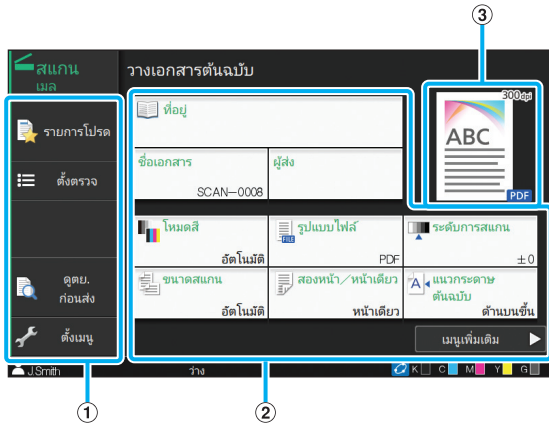 ③
สแกน
เมล
วางเอกสารต้นฉบับ
300dpi
ABC
PDF
รายการโปรด
ตั้งตรวจ
ดูตย.
ก่อนส่ง
ตั้งเมนู
ที่อยู่
ชื่อเอกสาร
SCAN-0008
ผู้ส่ง
โหมดสี
อัตโนมัติ
FILE
รูปแบบไฟล์
PDF
ระดับการสแกน
±0
ขนาดสแกน
อัตโนมัติ
สองหน้า/หน้าเดียว
หน้าเดียว
A
แนวกระดาษ
ต้นฉบับ
ด้านบนขึ้น
เมนูเพิ่มเติม
J.Smith
ว่าง
K C M Y G
① ②